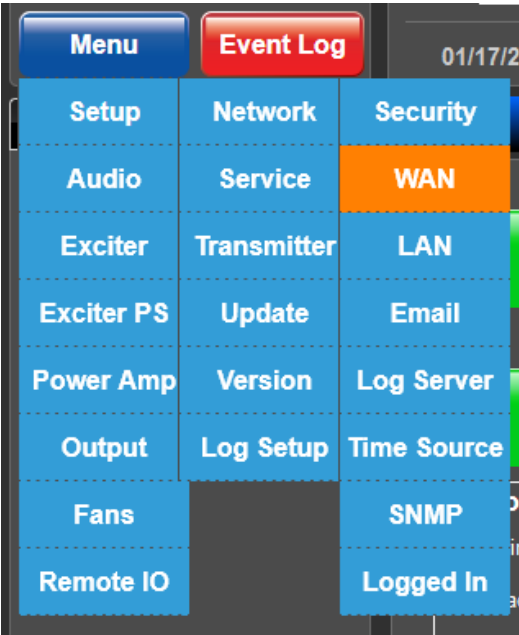 Menu Event Log
01/17/2
Setup Network Security
Audio Service WAN
Exciter Transmitter LAN
Exciter PS Update Email
Power Amp Version Log Server
Output Log Setup Time Source
Fans SNMP
Remote IO Logged In